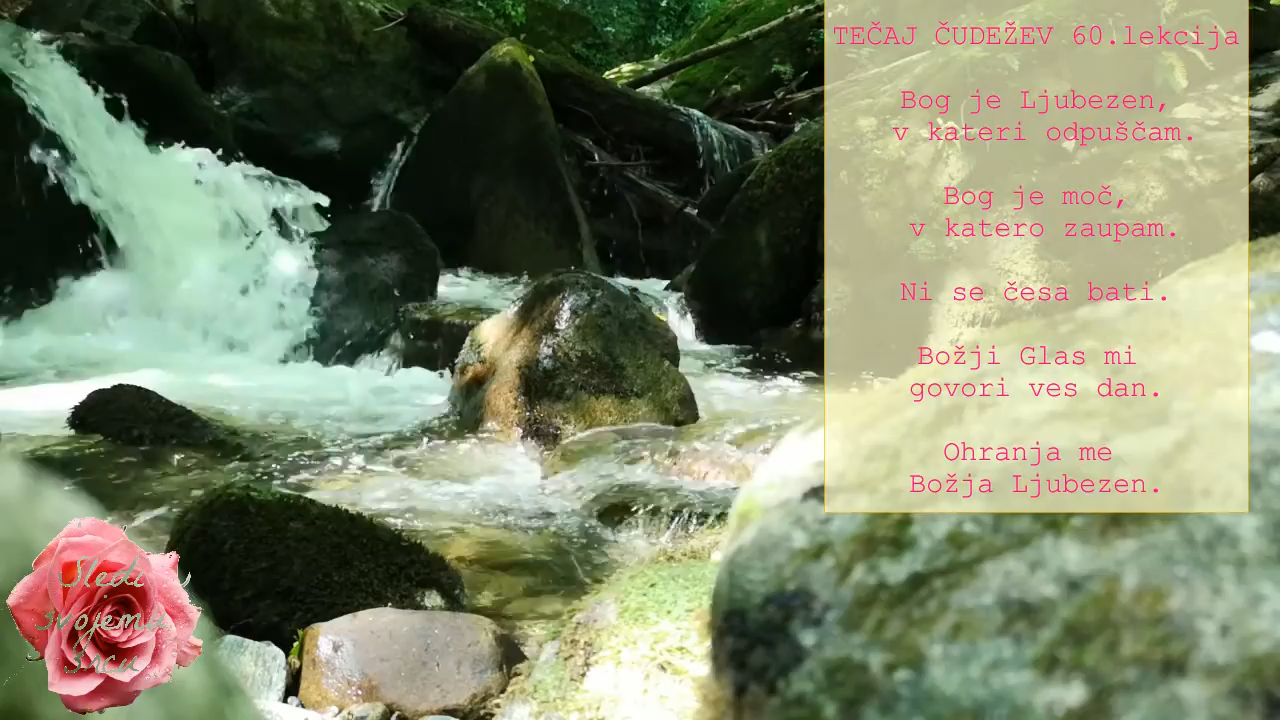 TEČAJ ČUDEŽEV 60.lekcija
Bog je Ljubezen,
v kateri odpuščam.
Bog je moč,
v katero zaupam.
Ni se česa bati.
Božji Glas mi
govori ves dan.
Ohranja me
Božja Ljubezen.
Sledi
svojemu
Srcu